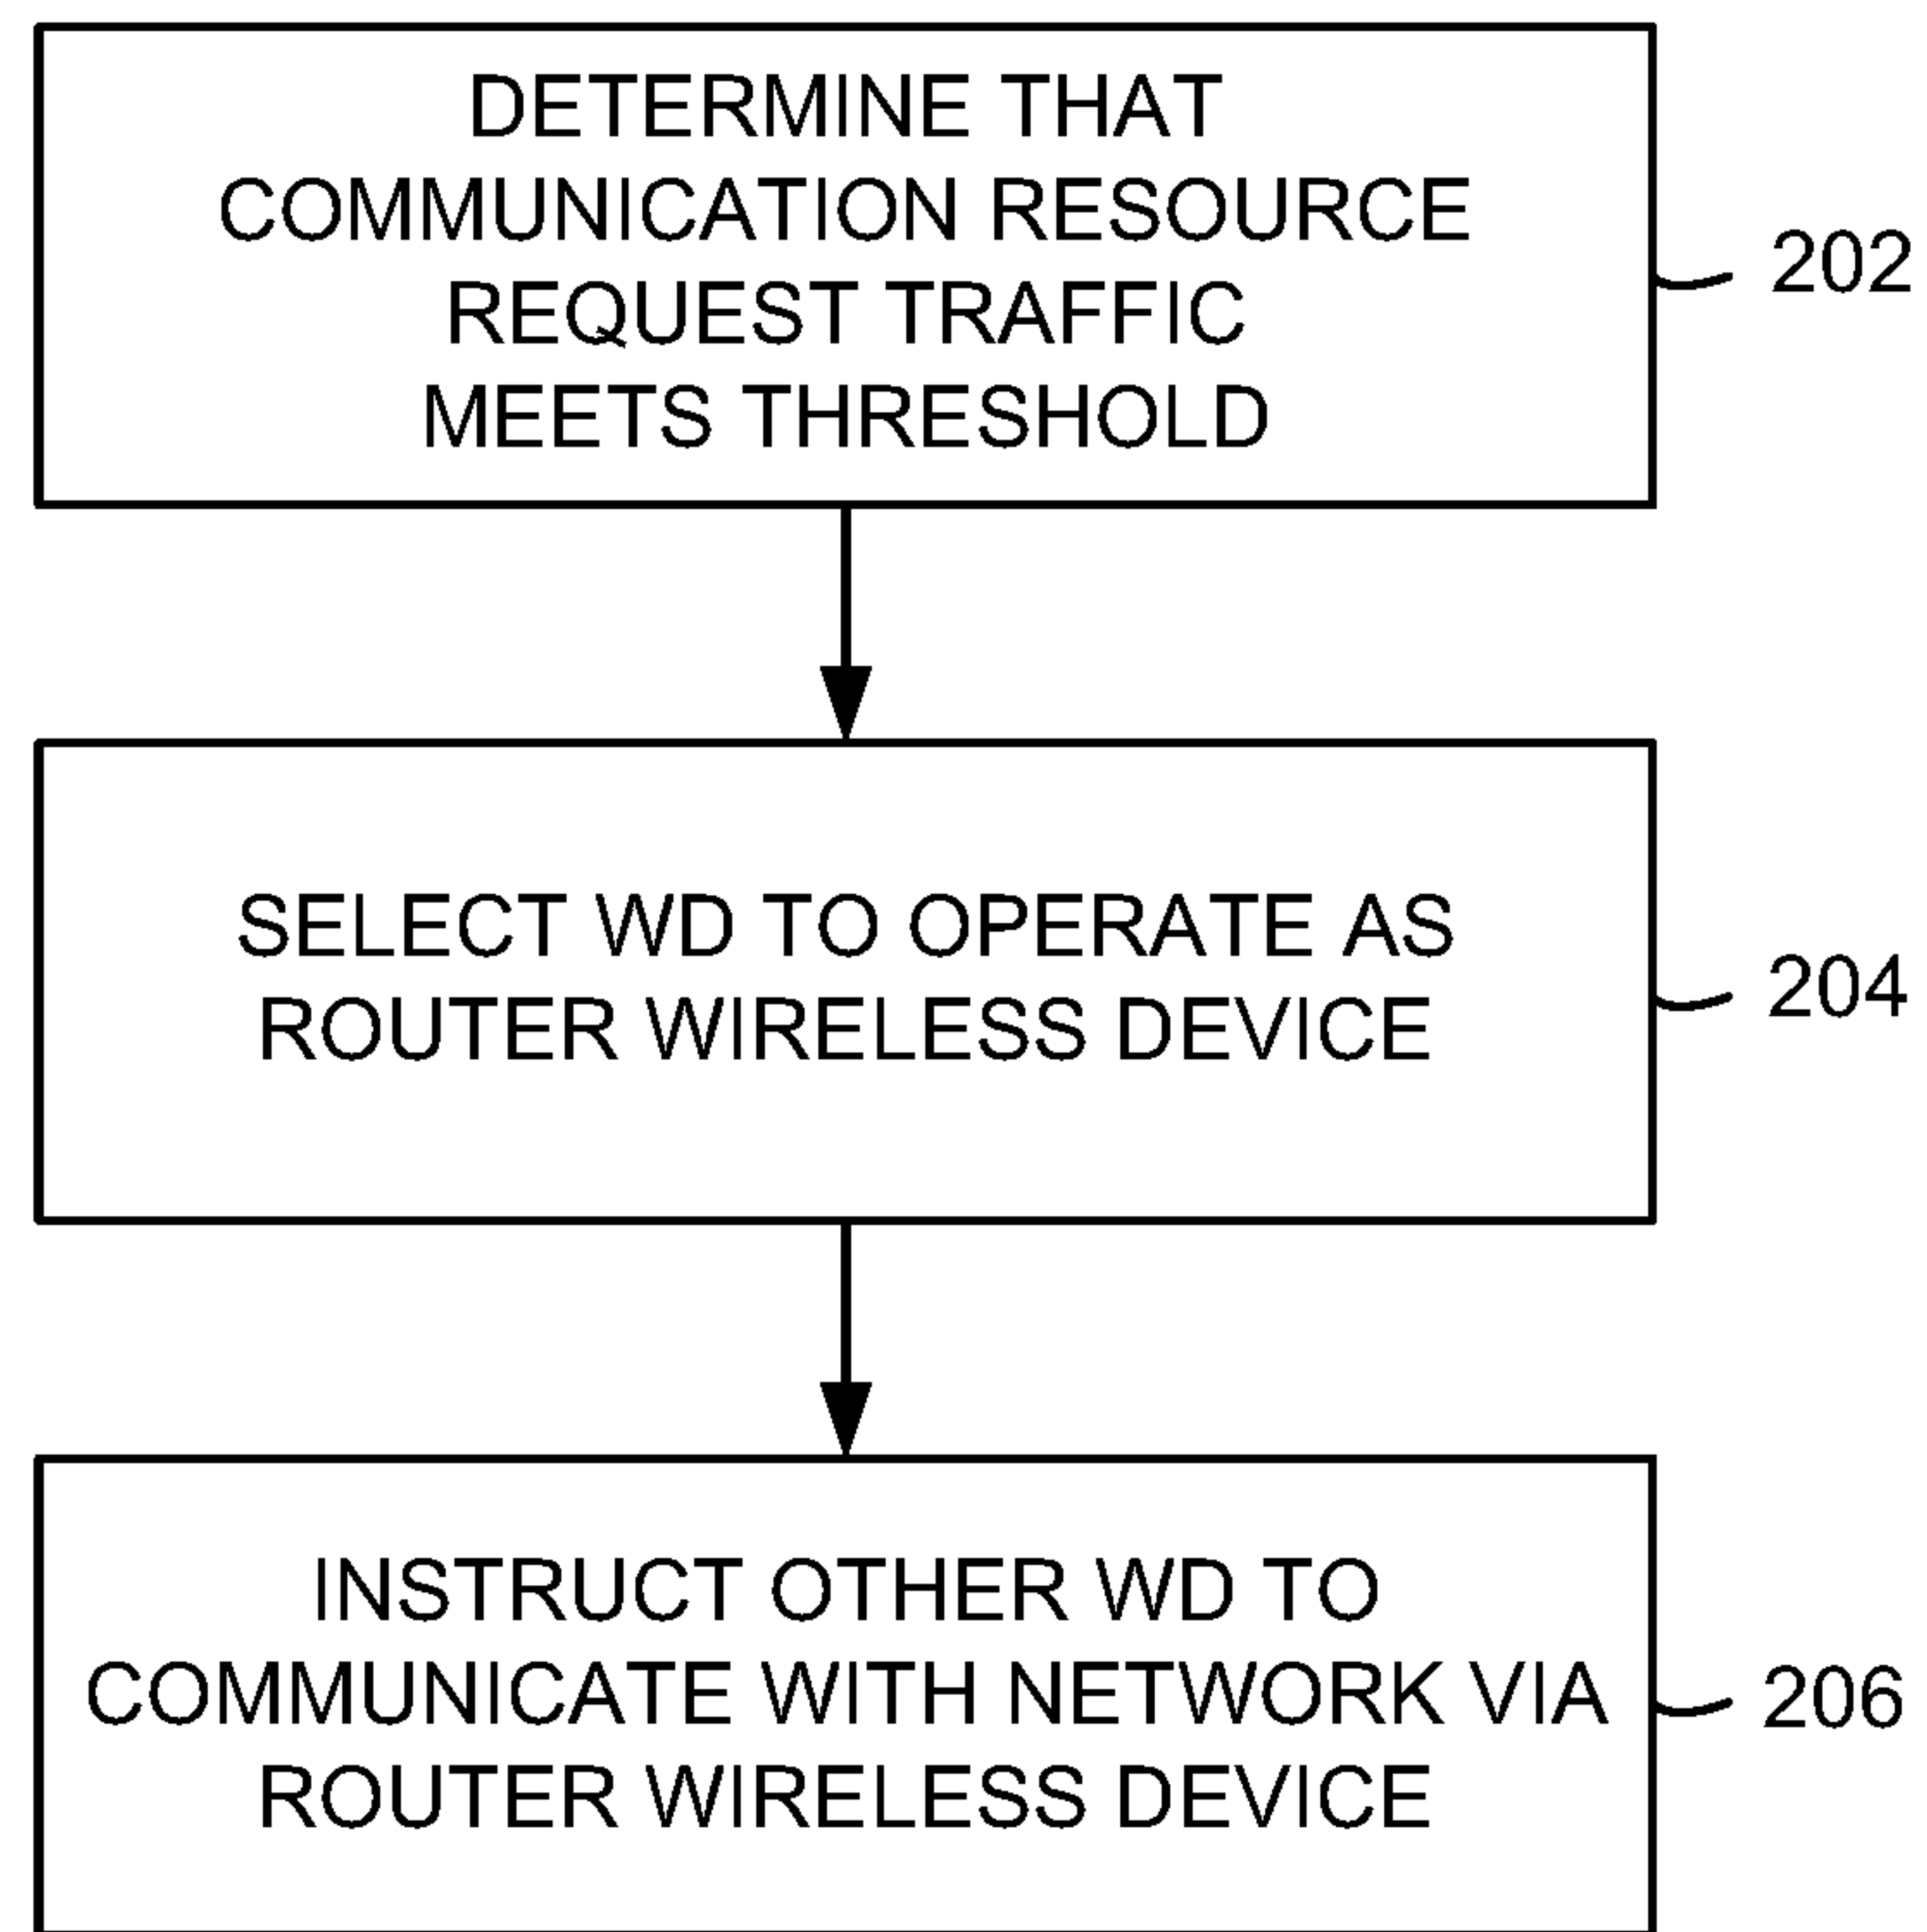 DETERMINE THAT
COMMUNICATION RESOURCE
REQUEST TRAFFIC
MEETS THRESHOLD
202
SELECT WD TO OPERATE AS
ROUTER WIRELESS DEVICE
204
INSTRUCT OTHER WD TO
COMMUNICATE WITH NETWORK VIA
ROUTER WIRELESS DEVICE
206